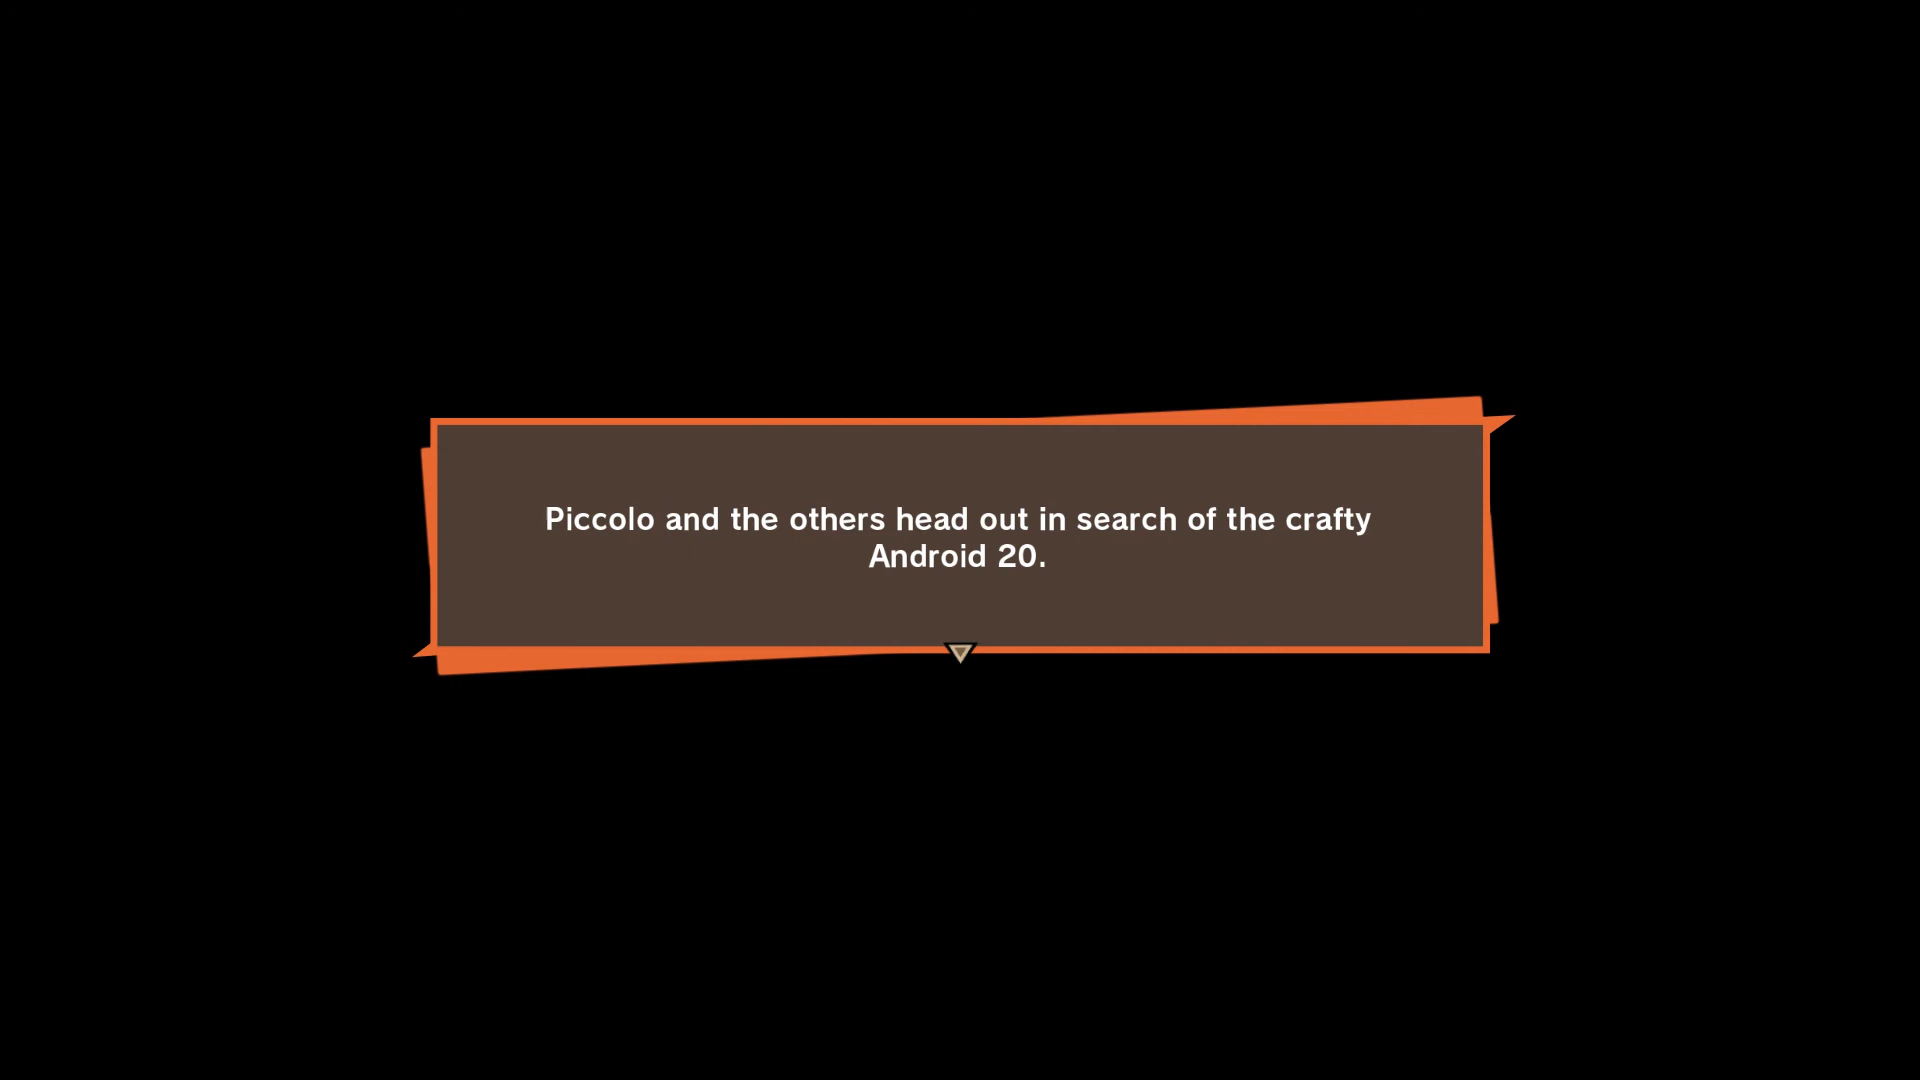 Piccolo and the others head out in search of the crafty
Android 20.